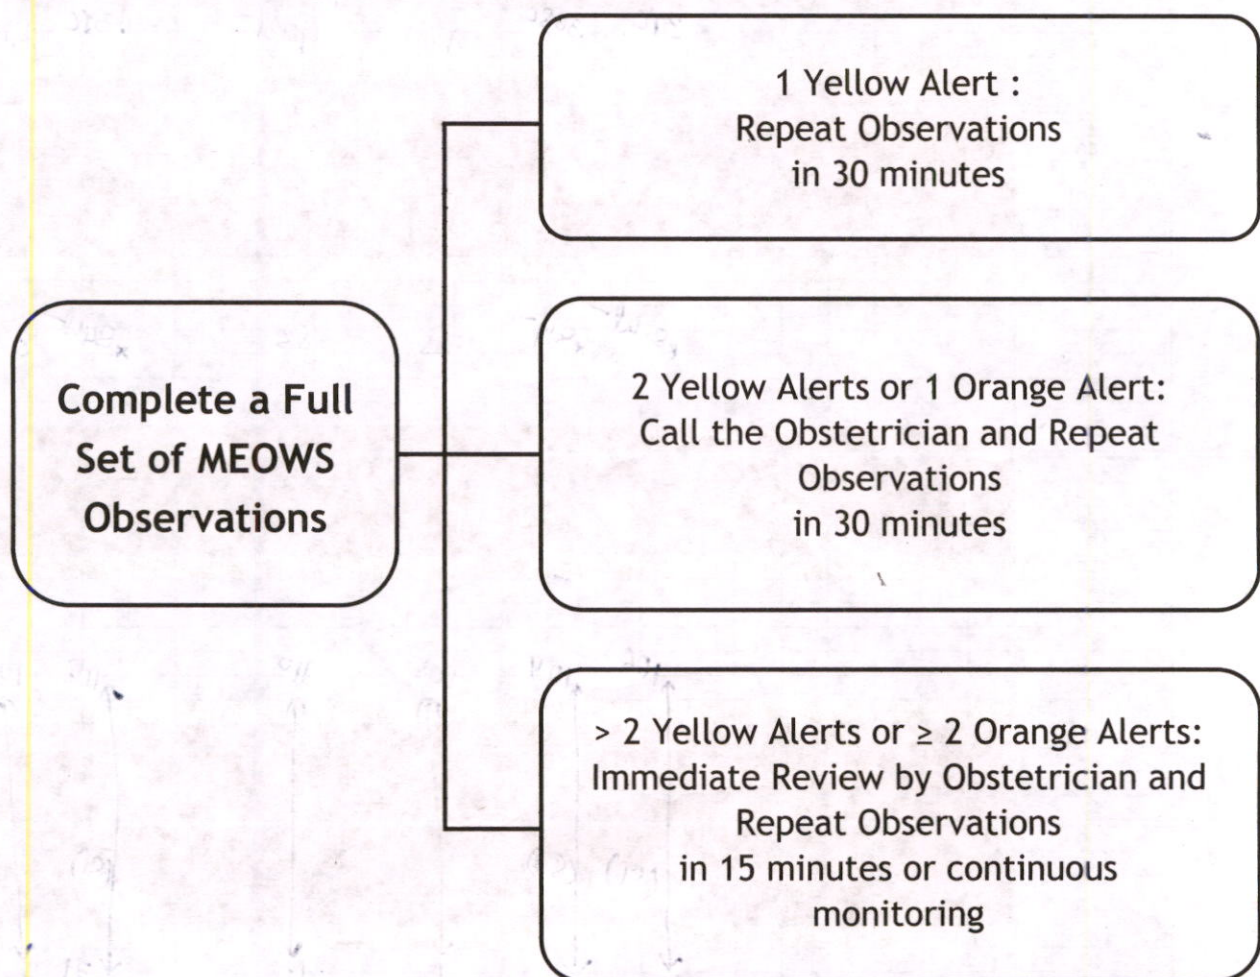 1 Yellow Alert :
Repeat Observations
in 30 minutes
Complete a Full
Set of MEOWS
Observations
2 Yellow Alerts or 1 Orange Alert:
Call the Obstetrician and Repeat
Observations
in 30 minutes
> 2 Yellow Alerts or ≥ 2 Orange Alerts:
Immediate Review by Obstetrician and
Repeat Observations
in 15 minutes or continuous
monitoring